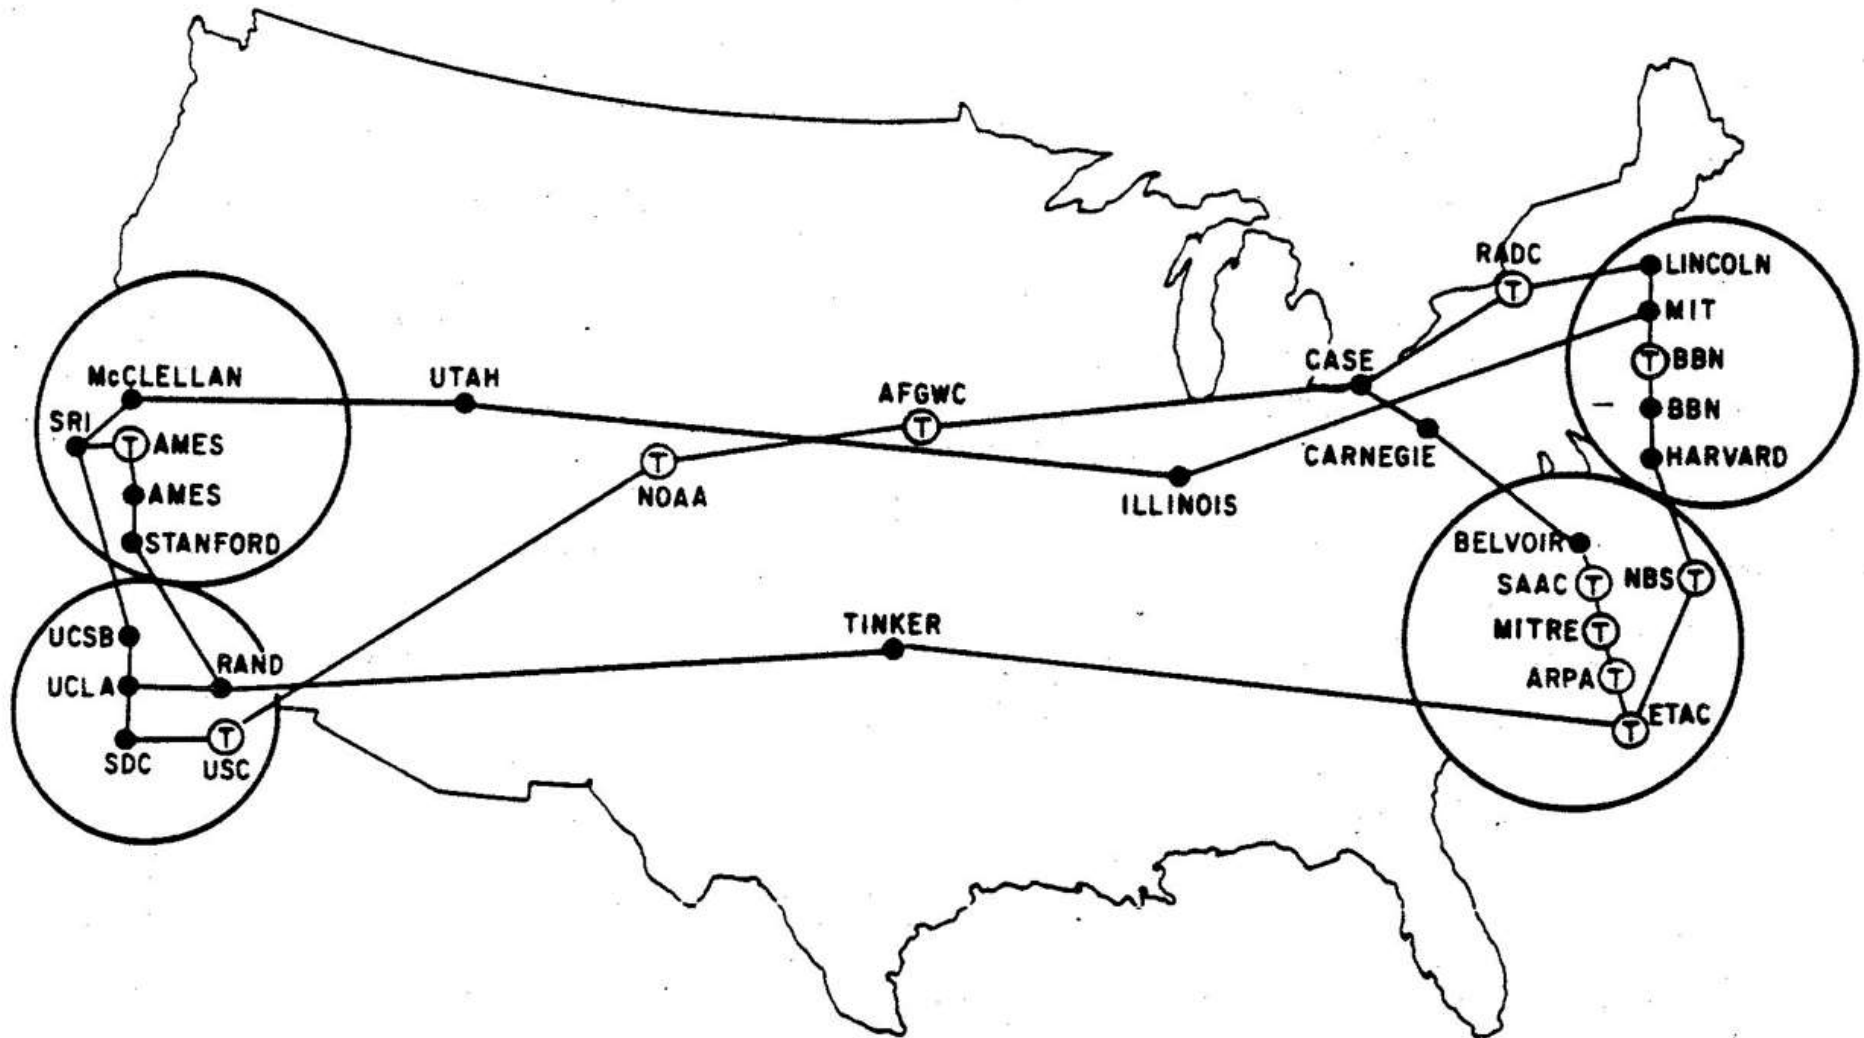 RADC
T
LINCOLN
MIT
T BBN
BBN
HARVARD
McCLELLAN
UTAH
AFGWC
T
CASE
SRI
T AMES
AMES
STANFORD
T
NOAA
ILLINOIS
CARNEGIE
BELVOIR
SAAC T
NBS T
MITRE T
ARPA T
T ETAC
UCSB
RAND
UCLA
SDC
T
USC
TINKER